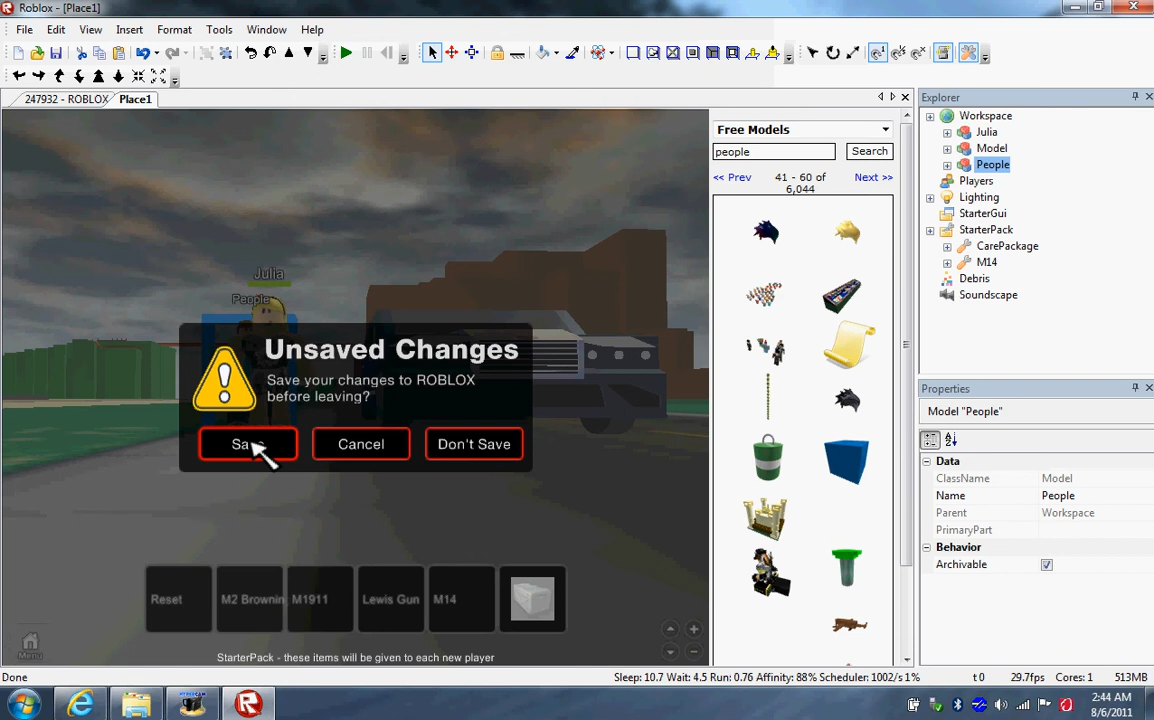 Roblox - [Place1]
File Edit View Insert Format Tools Window Help
247932 - ROBLOX Place1
Free Models
people Search
<< Prev 41 - 60 of 6,044 Next >>
Explorer
Workspace
Julia
Model
People
Players
Lighting
StarterGui
StarterPack
CarePackage
M14
Debris
Soundscape
Julia
People
Unsaved Changes
Save your changes to ROBLOX
before leaving?
Cancel Don't Save
Properties
Model "People"
Data
ClassName Model
Name People
Parent Workspace
PrimaryPart
Behavior
Archivable
Reset M2 Brownin M1911 Lewis Gun M14
Menu
StarterPack - these items will be given to each new player
Done Sleep: 10.7 Wait: 4.5 Run: 0.76 Affinity: 88% Scheduler: 1002/s 1% t 0 29.7fps Cores: 1 513MB
2:44 AM
8/6/2011